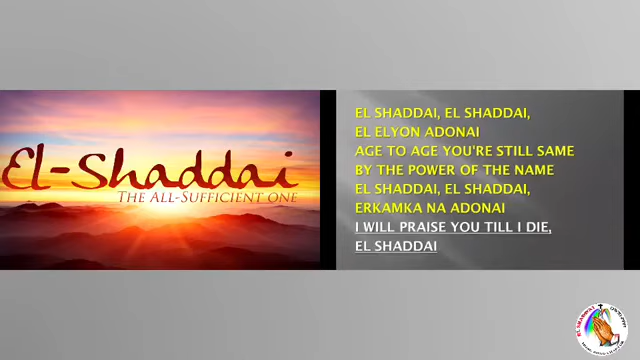 El-Shaddai
THE ALL-SUFFICIENT ONE
EL SHADDAI, EL SHADDAI,
EL ELYON ADONAI
AGE TO AGE YOU'RE STILL SAME
BY THE POWER OF THE NAME
EL SHADDAI, EL SHADDAI,
ERKAMKA NA ADONAI
I WILL PRAISE YOU TILL I DIE,
EL SHADDAI